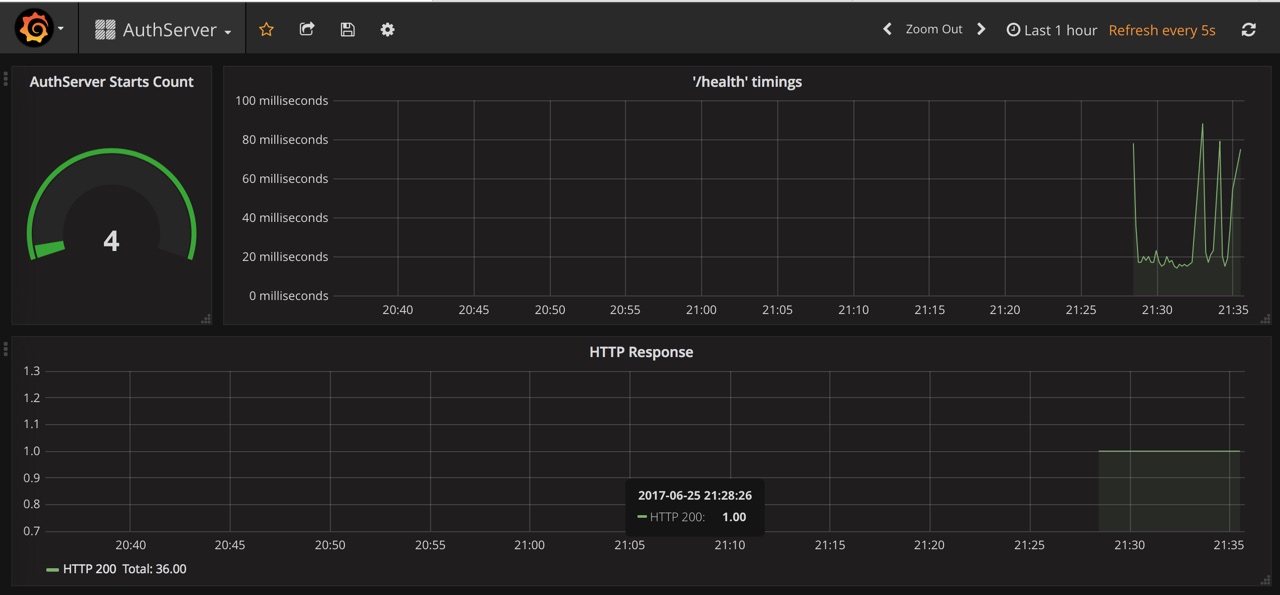 AuthServer
Zoom Out
Last 1 hour
Refresh every 5s
AuthServer Starts Count
4
'/health' timings
100 milliseconds
80 milliseconds
60 milliseconds
40 milliseconds
20 milliseconds
0 milliseconds
20:40 20:45 20:50 20:55 21:00 21:05 21:10 21:15 21:20 21:25 21:30 21:35
HTTP Response
1.3
1.2
1.1
1.0
0.9
0.8
0.7
2017-06-25 21:28:26
HTTP 200: 1.00
20:40 20:45 20:50 20:55 21:00 21:05 21:10 21:15 21:20 21:25 21:30 21:35
HTTP 200 Total: 36.00